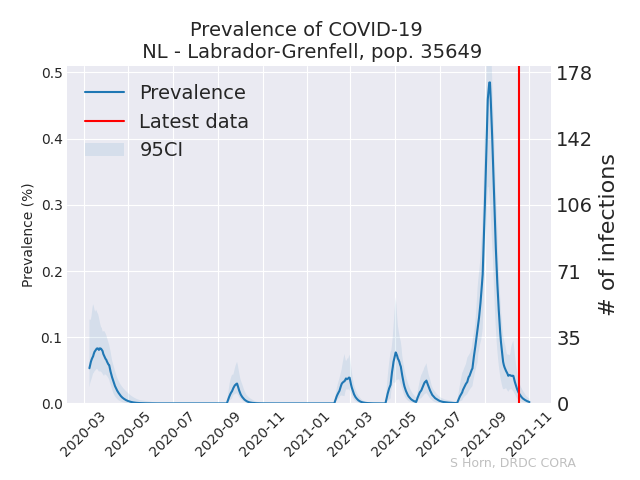 Prevalence of COVID-19
NL - Labrador-Grenfell, pop. 35649
Prevalence
Latest data
95CI
Prevalence (%)
0.5
0.4
0.3
0.2
0.1
0.0
178
142
106
71
35
0
# of infections
2020-03
2020-05
2020-07
2020-09
2020-11
2021-01
2021-03
2021-05
2021-07
2021-09
2021-11
S Horn, DRDC CORA